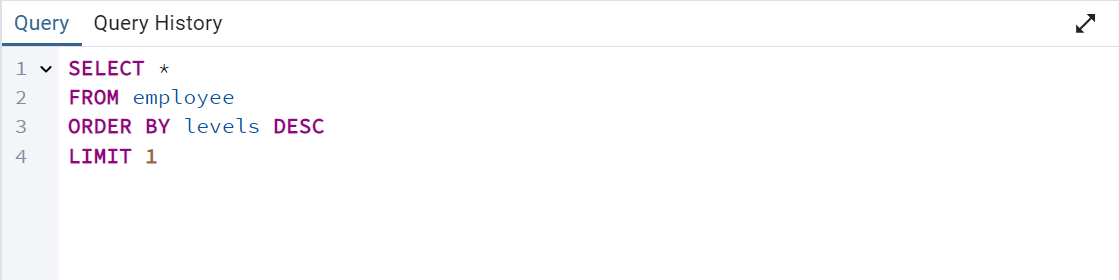 Query Query History
1 SELECT *
2 FROM employee
3 ORDER BY levels DESC
4 LIMIT 1